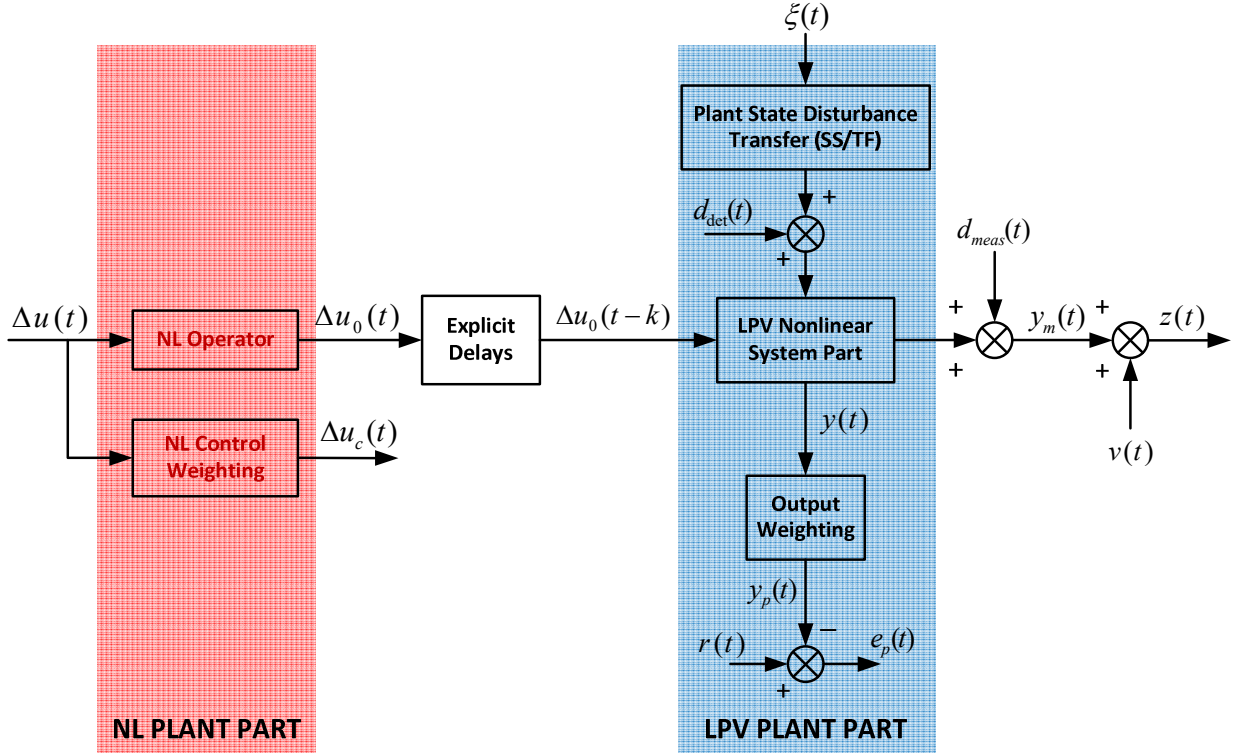 ξ(t)
Plant State Disturbance
Transfer (SS/TF)
+
d_det(t)
+
d_meas(t)
Δu(t)
NL Operator
Δu_0(t)
Explicit
Delays
Δu_0(t−k)
LPV Nonlinear
System Part
+
+
y_m(t)
+
+
z(t)
v(t)
NL Control
Weighting
Δu_c(t)
y(t)
Output
Weighting
y_p(t)
−
r(t)
+
e_p(t)
NL PLANT PART
LPV PLANT PART